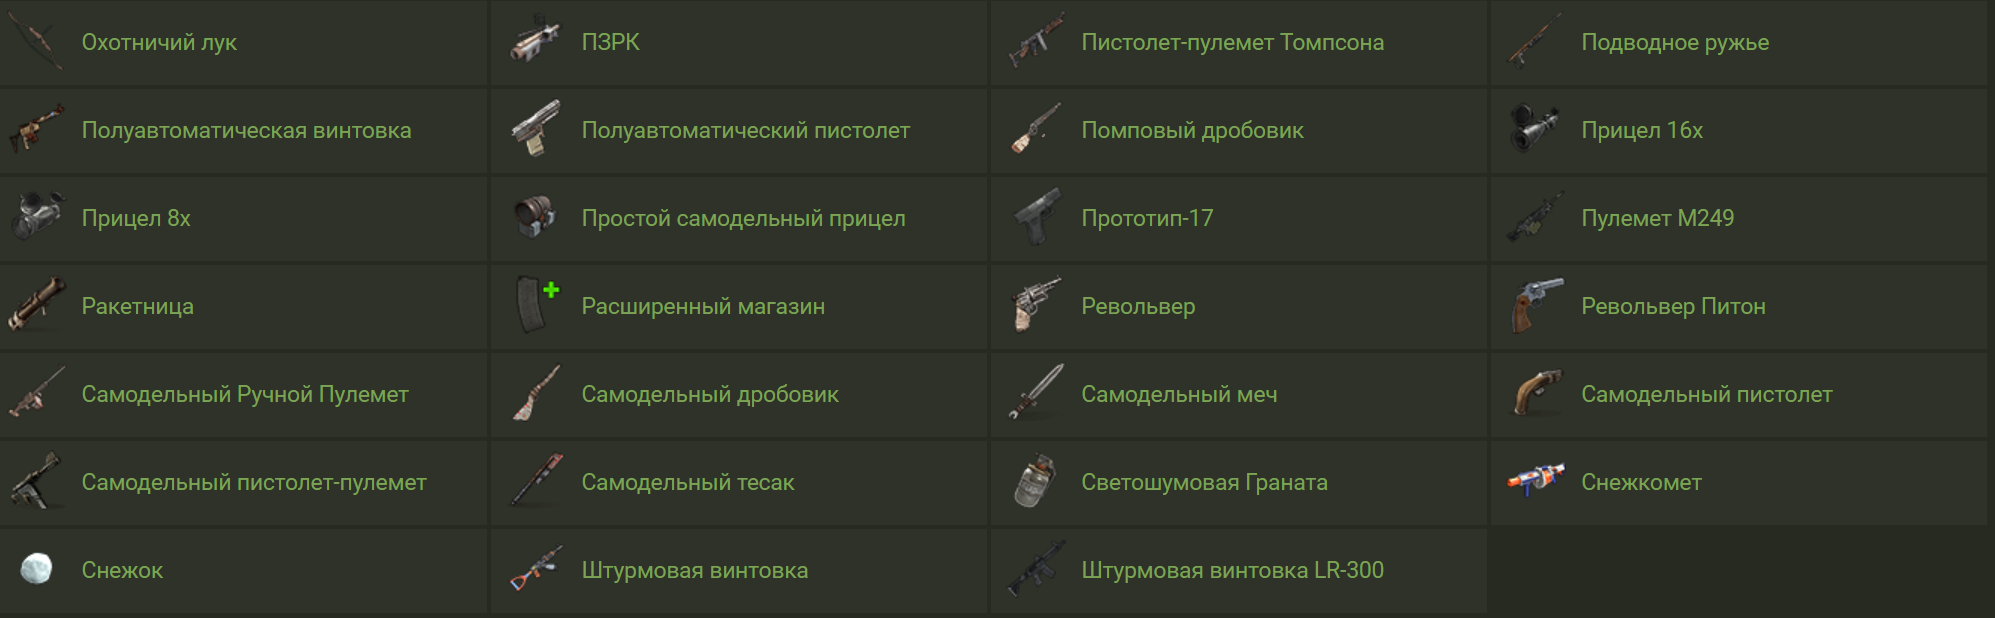 Охотничий лук
ПЗРК
Пистолет-пулемет Томпсона
Подводное ружье
Полуавтоматическая винтовка
Полуавтоматический пистолет
Помповый дробовик
Прицел 16x
Прицел 8x
Простой самодельный прицел
Прототип-17
Пулемет М249
Ракетница
Расширенный магазин
Револьвер
Револьвер Питон
Самодельный Ручной Пулемет
Самодельный дробовик
Самодельный меч
Самодельный пистолет
Самодельный пистолет-пулемет
Самодельный тесак
Светошумовая Граната
Снежкомет
Снежок
Штурмовая винтовка
Штурмовая винтовка LR-300